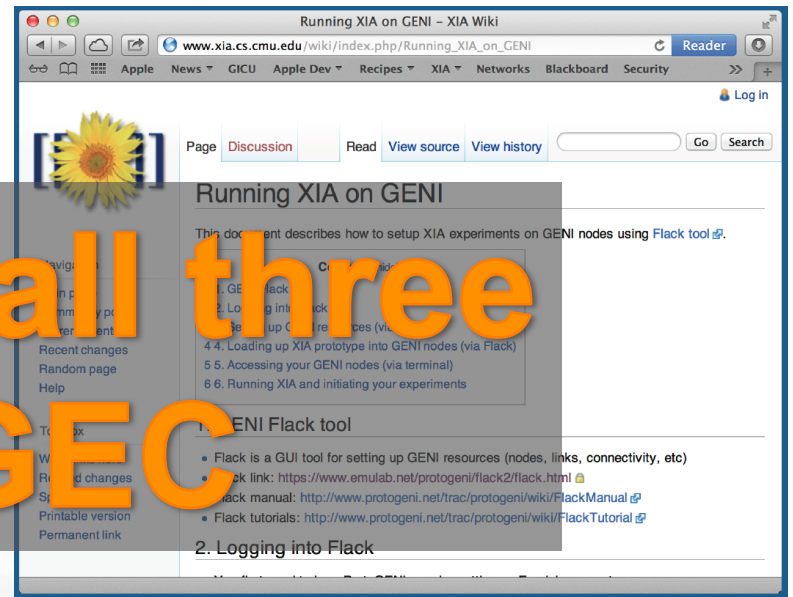 Running XIA on GENI – XIA Wiki
www.xia.cs.cmu.edu/wiki/index.php/Running_XIA_on_GENI
Reader
Apple News GICU Apple Dev Recipes XIA Networks Blackboard Security
Log in
Page Discussion Read View source View history Go Search
Running XIA on GENI
This document describes how to setup XIA experiments on GENI nodes using Flack tool.
all three
4 4. Loading up XIA prototype into GENI nodes (via Flack)
Recent changes
5 5. Accessing your GENI nodes (via terminal)
Random page
6 6. Running XIA and initiating your experiments
Help
GEC
ENI Flack tool
Flack is a GUI tool for setting up GENI resources (nodes, links, connectivity, etc)
link: https://www.emulab.net/protogeni/flack2/flack.html
changes
manual: http://www.protogeni.net/trac/protogeni/wiki/FlackManual
Printable version
Flack tutorials: http://www.protogeni.net/trac/protogeni/wiki/FlackTutorial
Permanent link
2. Logging into Flack